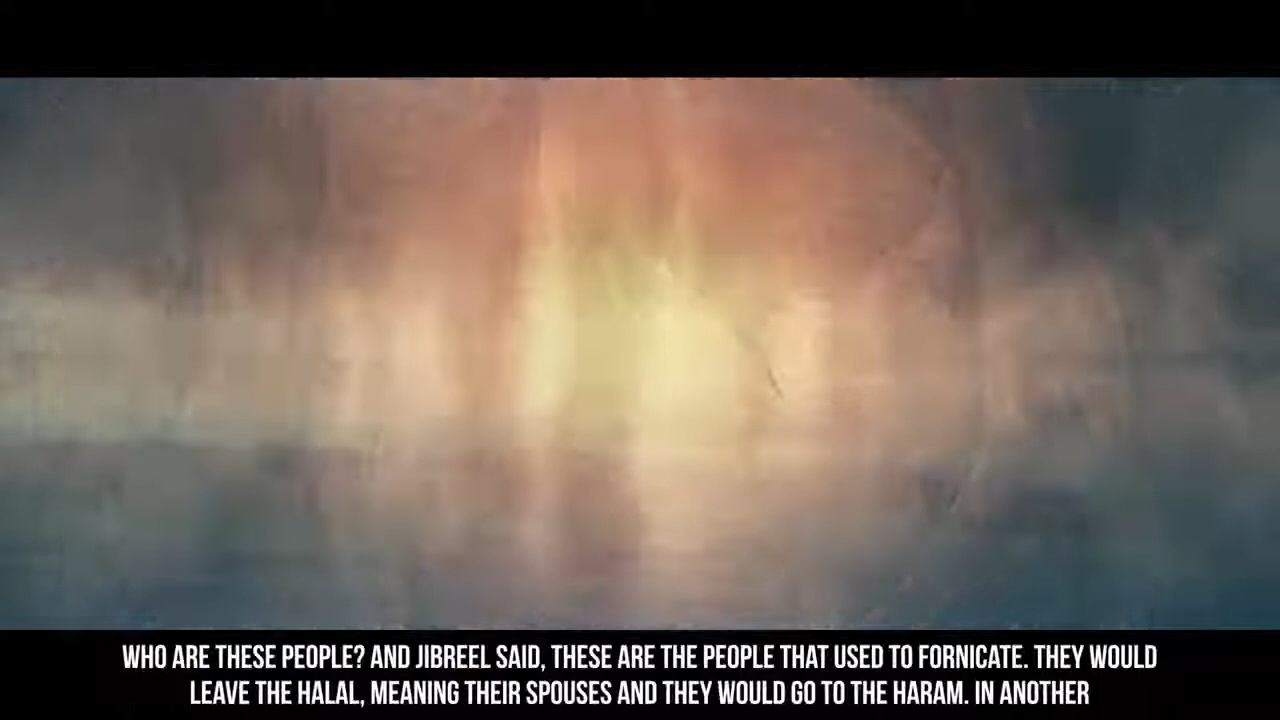 WHO ARE THESE PEOPLE? AND JIBREEL SAID, THESE ARE THE PEOPLE THAT USED TO FORNICATE. THEY WOULD
LEAVE THE HALAL, MEANING THEIR SPOUSES AND THEY WOULD GO TO THE HARAM. IN ANOTHER